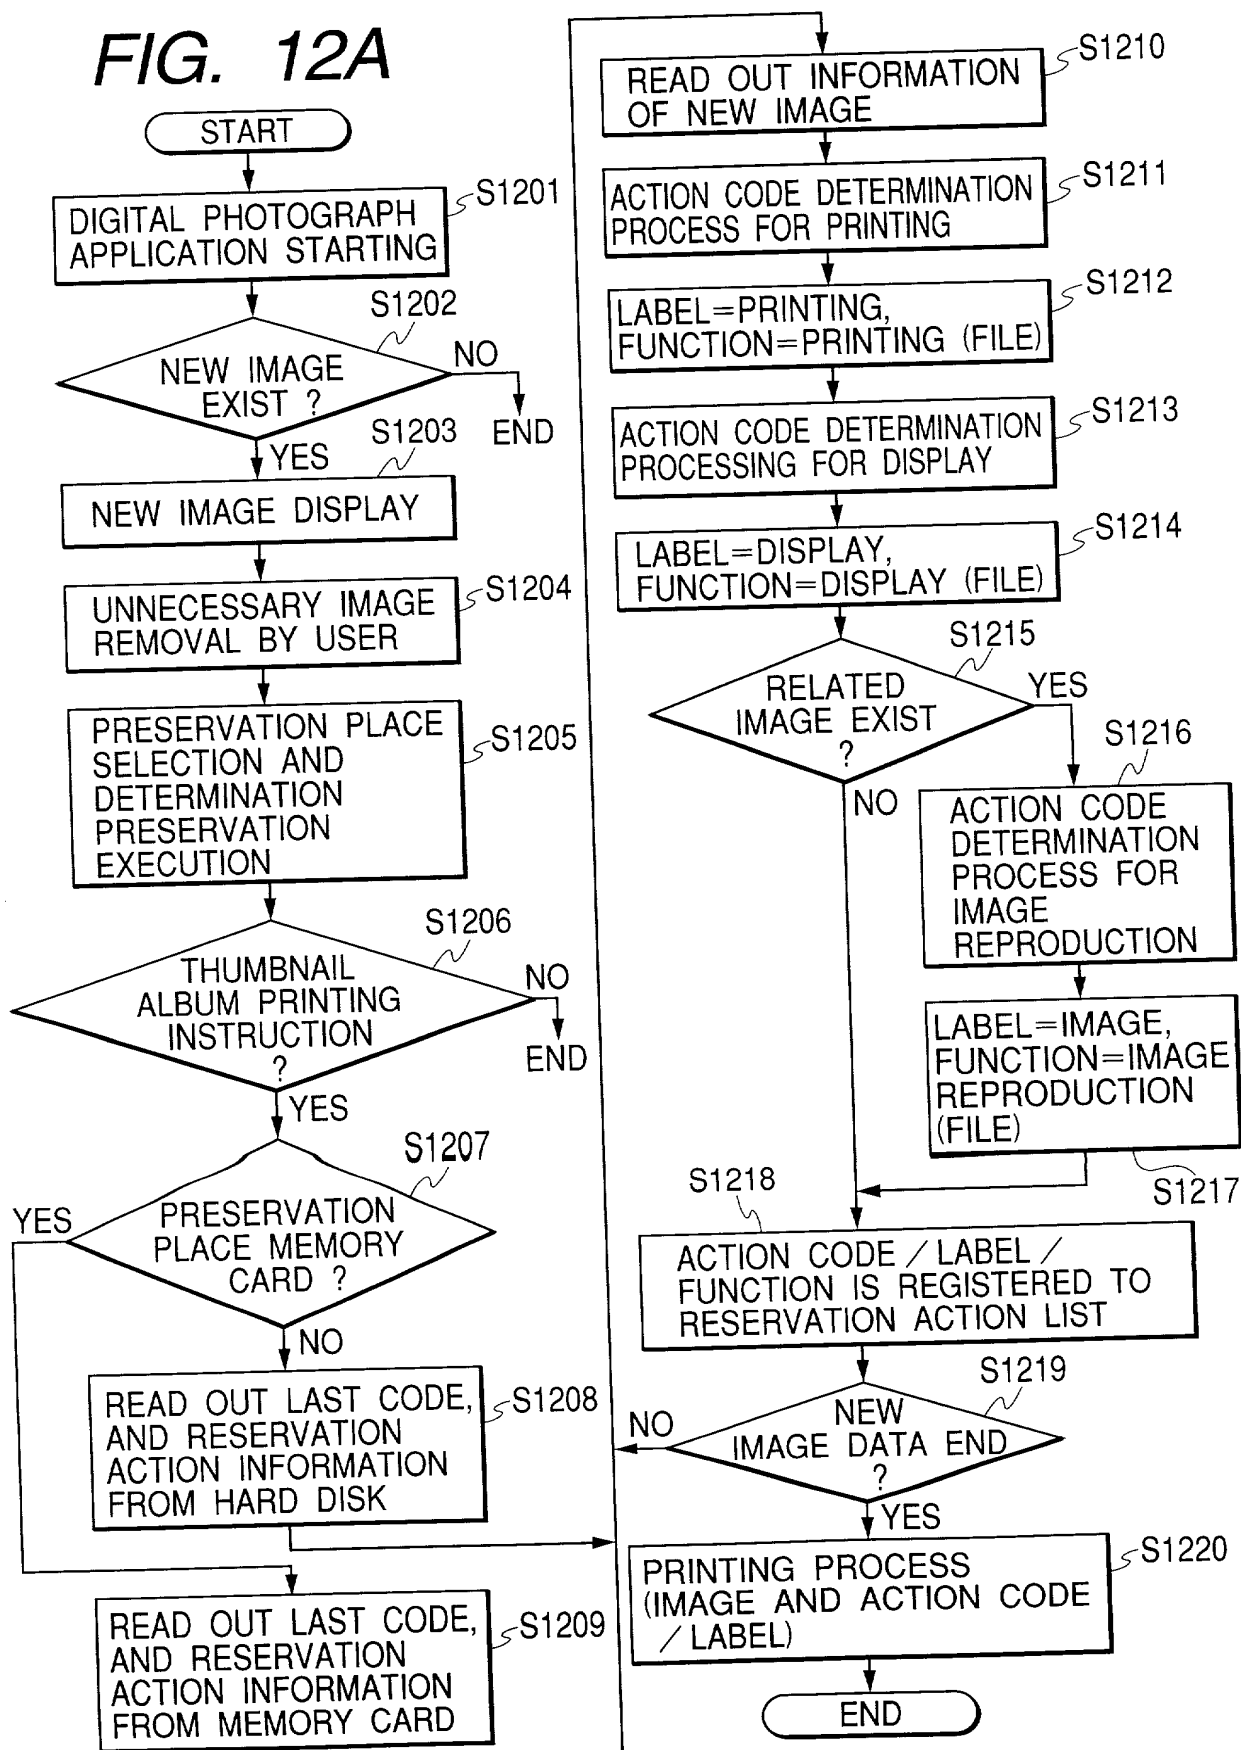 FIG. 12A
START
S1201
DIGITAL PHOTOGRAPH
APPLICATION STARTING
S1202
NEW IMAGE
EXIST ?
NO
END
YES
S1203
NEW IMAGE DISPLAY
S1204
UNNECESSARY IMAGE
REMOVAL BY USER
S1205
PRESERVATION PLACE
SELECTION AND
DETERMINATION
PRESERVATION
EXECUTION
S1206
THUMBNAIL
ALBUM PRINTING
INSTRUCTION
?
NO
END
YES
S1207
PRESERVATION
PLACE MEMORY
CARD ?
YES
NO
S1208
READ OUT LAST CODE,
AND RESERVATION
ACTION INFORMATION
FROM HARD DISK
S1209
READ OUT LAST CODE,
AND RESERVATION
ACTION INFORMATION
FROM MEMORY CARD
S1210
READ OUT INFORMATION
OF NEW IMAGE
S1211
ACTION CODE DETERMINATION
PROCESS FOR PRINTING
S1212
LABEL=PRINTING,
FUNCTION=PRINTING (FILE)
S1213
ACTION CODE DETERMINATION
PROCESSING FOR DISPLAY
S1214
LABEL=DISPLAY,
FUNCTION=DISPLAY (FILE)
S1215
RELATED
IMAGE EXIST
?
YES
NO
S1216
ACTION CODE
DETERMINATION
PROCESS FOR
IMAGE
REPRODUCTION
LABEL=IMAGE,
FUNCTION=IMAGE
REPRODUCTION
(FILE)
S1217
S1218
ACTION CODE / LABEL /
FUNCTION IS REGISTERED TO
RESERVATION ACTION LIST
S1219
NEW
IMAGE DATA END
?
NO
YES
S1220
PRINTING PROCESS
(IMAGE AND ACTION CODE
/ LABEL)
END